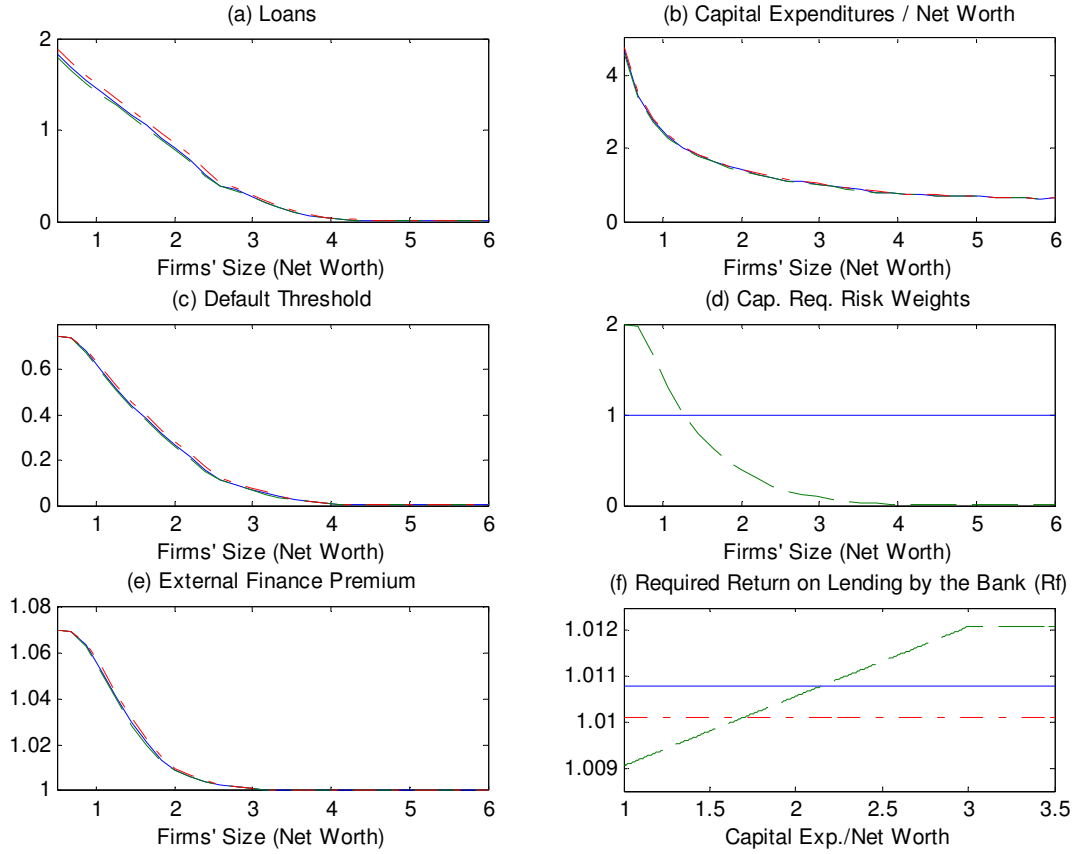 (a) Loans
2
1
0
1 2 3 4 5 6
Firms' Size (Net Worth)
(b) Capital Expenditures / Net Worth
4
2
0
1 2 3 4 5 6
Firms' Size (Net Worth)
(c) Default Threshold
0.6
0.4
0.2
0
1 2 3 4 5 6
Firms' Size (Net Worth)
(d) Cap. Req. Risk Weights
2
1
0
1 2 3 4 5 6
Firms' Size (Net Worth)
(e) External Finance Premium
1.08
1.06
1.04
1.02
1
1 2 3 4 5 6
Firms' Size (Net Worth)
(f) Required Return on Lending by the Bank (Rf)
1.012
1.011
1.01
1.009
1 1.5 2 2.5 3 3.5
Capital Exp./Net Worth